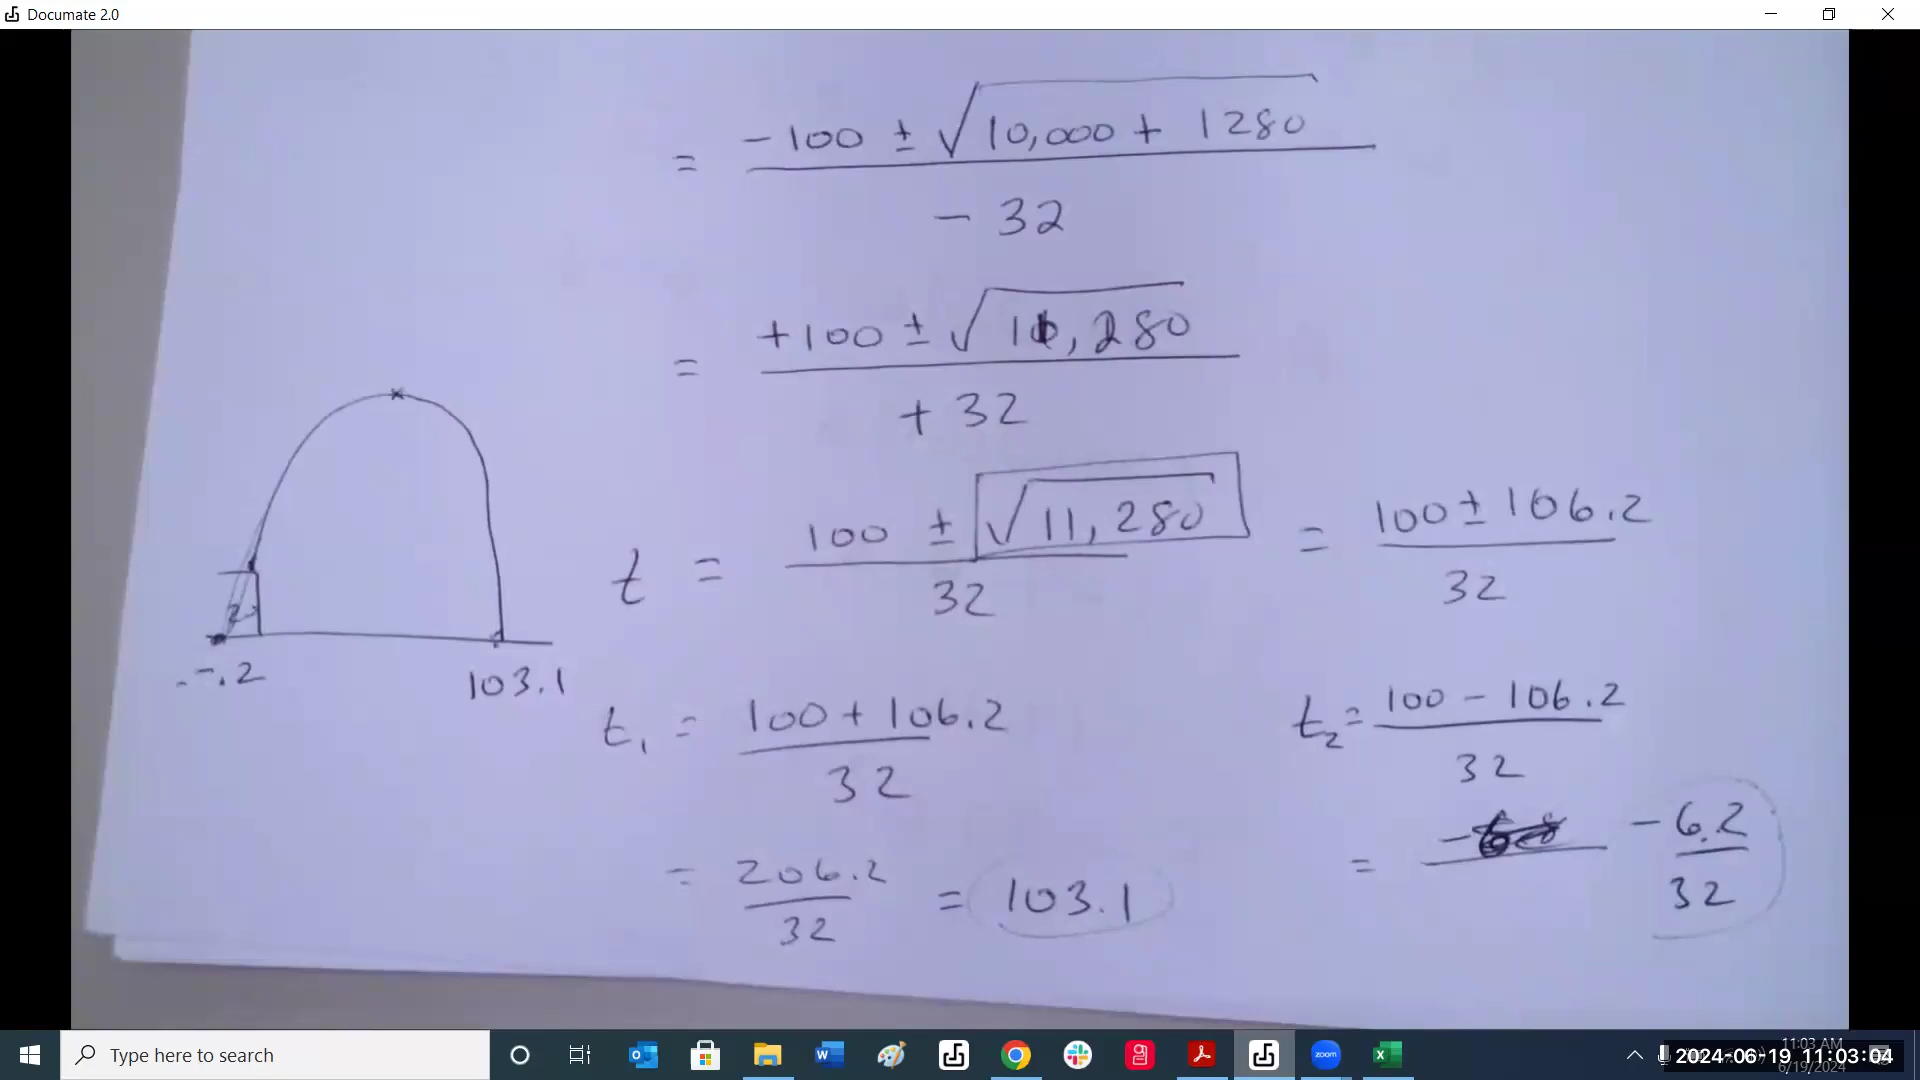 Documate 2.0
= -100 ± √10,000 + 1280
- 32
= +100 ± √11,280
+ 32
t = 100 ± √11,280 = 100 ± 106.2
32 32
-.2 103.1
t₁ = 100 + 106.2 t₂ = 100 - 106.2
32 32
= 206.2 = 103.1 = -6.2
32 32
Type here to search
11:03 AM
2024-06-19 11:03:04
6/19/2024
zoom